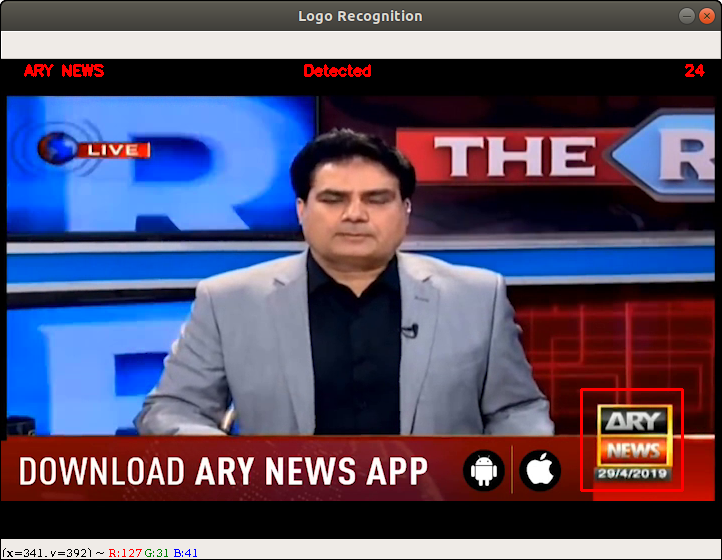 Logo Recognition
ARY NEWS Detected 24
LIVE
R
THE R
R
DOWNLOAD ARY NEWS APP
ARY
NEWS
29/4/2019
(x=341, y=392) ~ R:127 G:31 B:41